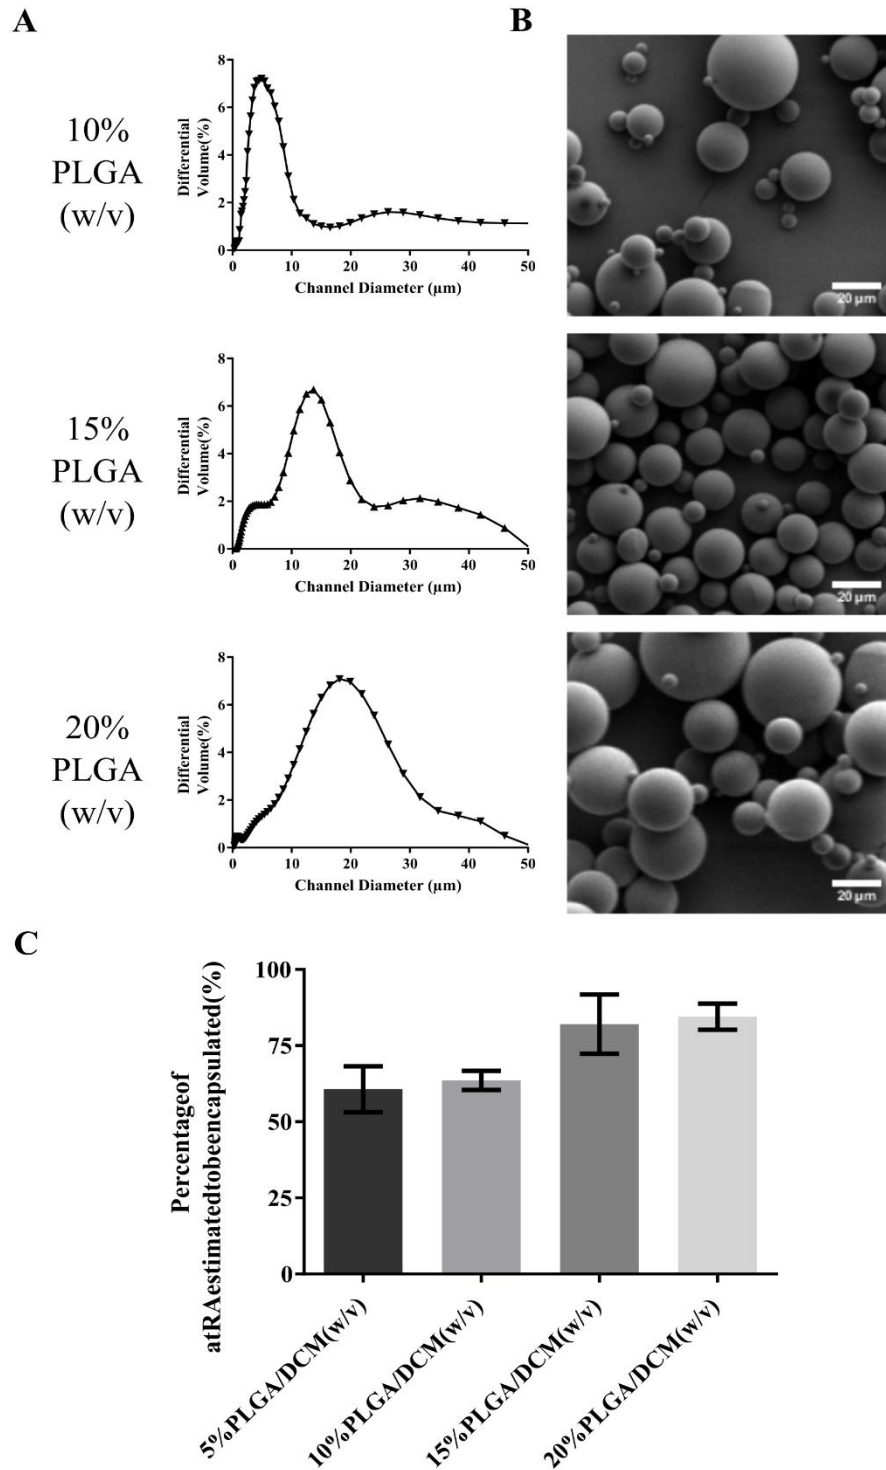 A
B
10%
PLGA
(w/v)
Differential
Volume(%)
8
6
4
2
0
0 10 20 30 40 50
Channel Diameter (µm)
20 µm
15%
PLGA
(w/v)
Differential
Volume(%)
8
6
4
2
0
0 10 20 30 40 50
Channel Diameter (µm)
20 µm
20%
PLGA
(w/v)
Differential
Volume(%)
8
6
4
2
0
0 10 20 30 40 50
Channel Diameter (µm)
20 µm
C
Percentageof
atRAestimatedtobeencapsulated(%)
100
75
50
25
0
5%PLGA/DCM(w/v)
10%PLGA/DCM(w/v)
15%PLGA/DCM(w/v)
20%PLGA/DCM(w/v)